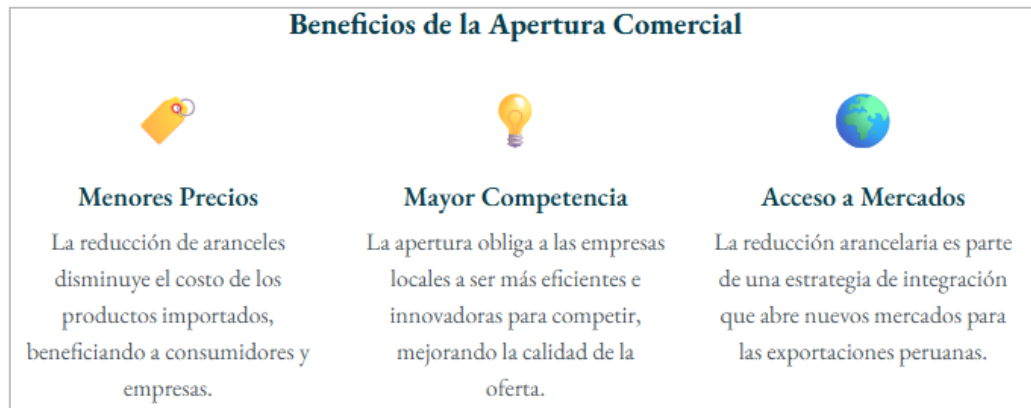 Beneficios de la Apertura Comercial
Menores Precios
La reducción de aranceles
disminuye el costo de los
productos importados,
beneficiando a consumidores y
empresas.
Mayor Competencia
La apertura obliga a las empresas
locales a ser más eficientes e
innovadoras para competir,
mejorando la calidad de la
oferta.
Acceso a Mercados
La reducción arancelaria es parte
de una estrategia de integración
que abre nuevos mercados para
las exportaciones peruanas.